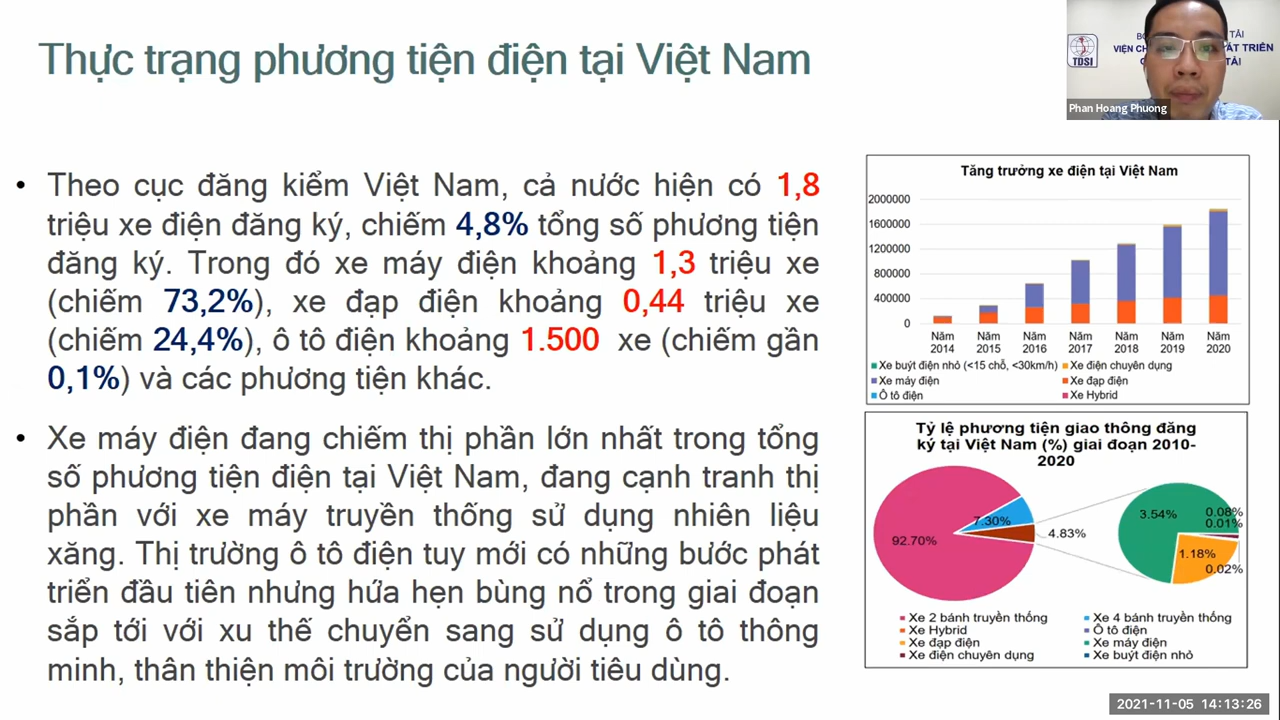 Thực trạng phương tiện điện tại Việt Nam
BỘ
TẢI
VIỆN CH
ÁT TRIỂN
G
TẢI
TDSI
Phan Hoang Phuong
• Theo cục đăng kiểm Việt Nam, cả nước hiện có 1,8
triệu xe điện đăng ký, chiếm 4,8% tổng số phương tiện
đăng ký. Trong đó xe máy điện khoảng 1,3 triệu xe
(chiếm 73,2%), xe đạp điện khoảng 0,44 triệu xe
(chiếm 24,4%), ô tô điện khoảng 1.500 xe (chiếm gần
0,1%) và các phương tiện khác.
• Xe máy điện đang chiếm thị phần lớn nhất trong tổng
số phương tiện điện tại Việt Nam, đang cạnh tranh thị
phần với xe máy truyền thống sử dụng nhiên liệu
xăng. Thị trường ô tô điện tuy mới có những bước phát
triển đầu tiên nhưng hứa hẹn bùng nổ trong giai đoạn
sắp tới với xu thế chuyển sang sử dụng ô tô thông
minh, thân thiện môi trường của người tiêu dùng.
Tăng trưởng xe điện tại Việt Nam
2000000
1600000
1200000
800000
400000
0
Năm Năm Năm Năm Năm Năm Năm
2014 2015 2016 2017 2018 2019 2020
Xe buýt điện nhỏ (<15 chỗ, <30km/h) Xe điện chuyên dụng
Xe máy điện Xe đạp điện
Ô tô điện Xe Hybrid
Tỷ lệ phương tiện giao thông đăng
ký tại Việt Nam (%) giai đoạn 2010-
2020
92.70%
7.30%
4.83%
3.54%
0.08%
0.01%
1.18%
0.02%
Xe 2 bánh truyền thống Xe 4 bánh truyền thống
Xe Hybrid Ô tô điện
Xe đạp điện Xe máy điện
Xe điện chuyên dụng Xe buýt điện nhỏ
2021-11-05 14:13:26